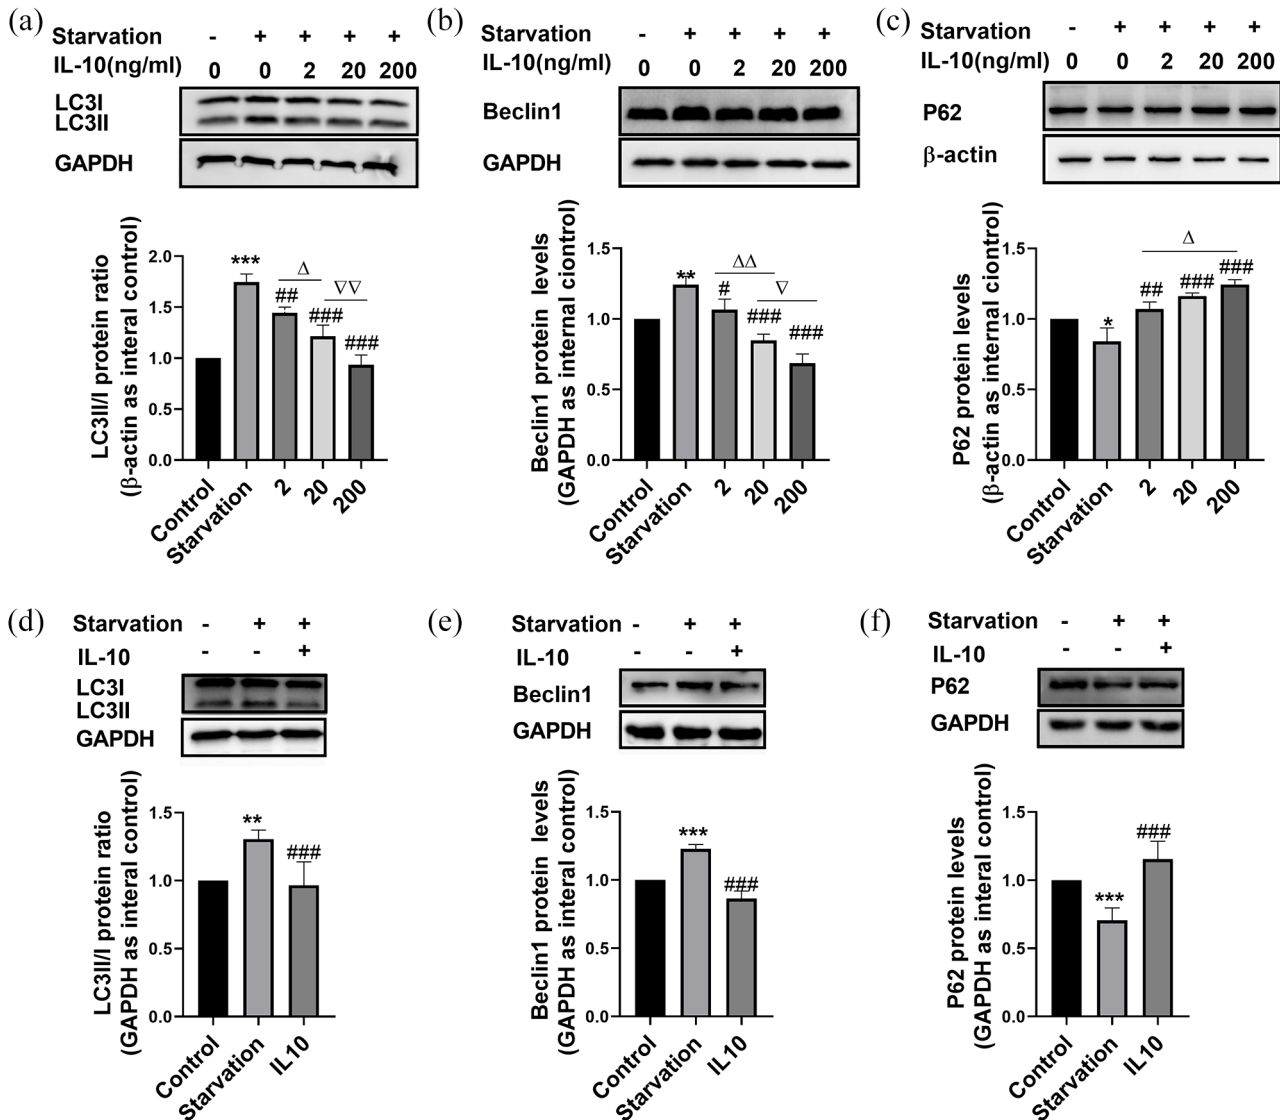 (a)
Starvation - + + + +
IL-10(ng/ml) 0 0 2 20 200
LC3I
LC3II
GAPDH
LC3II/I protein ratio
(β-actin as interal control)
2.0
1.5
1.0
0.5
0.0
***
##
###
###
Δ
∇∇
Control
Starvation
2
20
200
(b)
Starvation - + + + +
IL-10(ng/ml) 0 0 2 20 200
Beclin1
GAPDH
Beclin1 protein levels
(GAPDH as internal ciontrol)
1.5
1.0
0.5
0.0
**
#
###
###
ΔΔ
∇
Control
Starvation
2
20
200
(c)
Starvation - + + + +
IL-10(ng/ml) 0 0 2 20 200
P62
β-actin
P62 protein levels
(β-actin as internal ciontrol)
1.5
1.0
0.5
0.0
*
##
###
###
Δ
Control
Starvation
2
20
200
(d)
Starvation - + +
IL-10 - - +
LC3I
LC3II
GAPDH
LC3II/I protein ratio
(GAPDH as interal control)
1.5
1.0
0.5
0.0
**
###
Control
Starvation
IL10
(e)
Starvation - + +
IL-10 - - +
Beclin1
GAPDH
Beclin1 protein levels
(GAPDH as interal control)
1.5
1.0
0.5
0.0
***
###
Control
Starvation
IL10
(f)
Starvation - + +
IL-10 - - +
P62
GAPDH
P62 protein levels
(GAPDH as interal control)
1.5
1.0
0.5
0.0
***
###
Control
Starvation
IL10